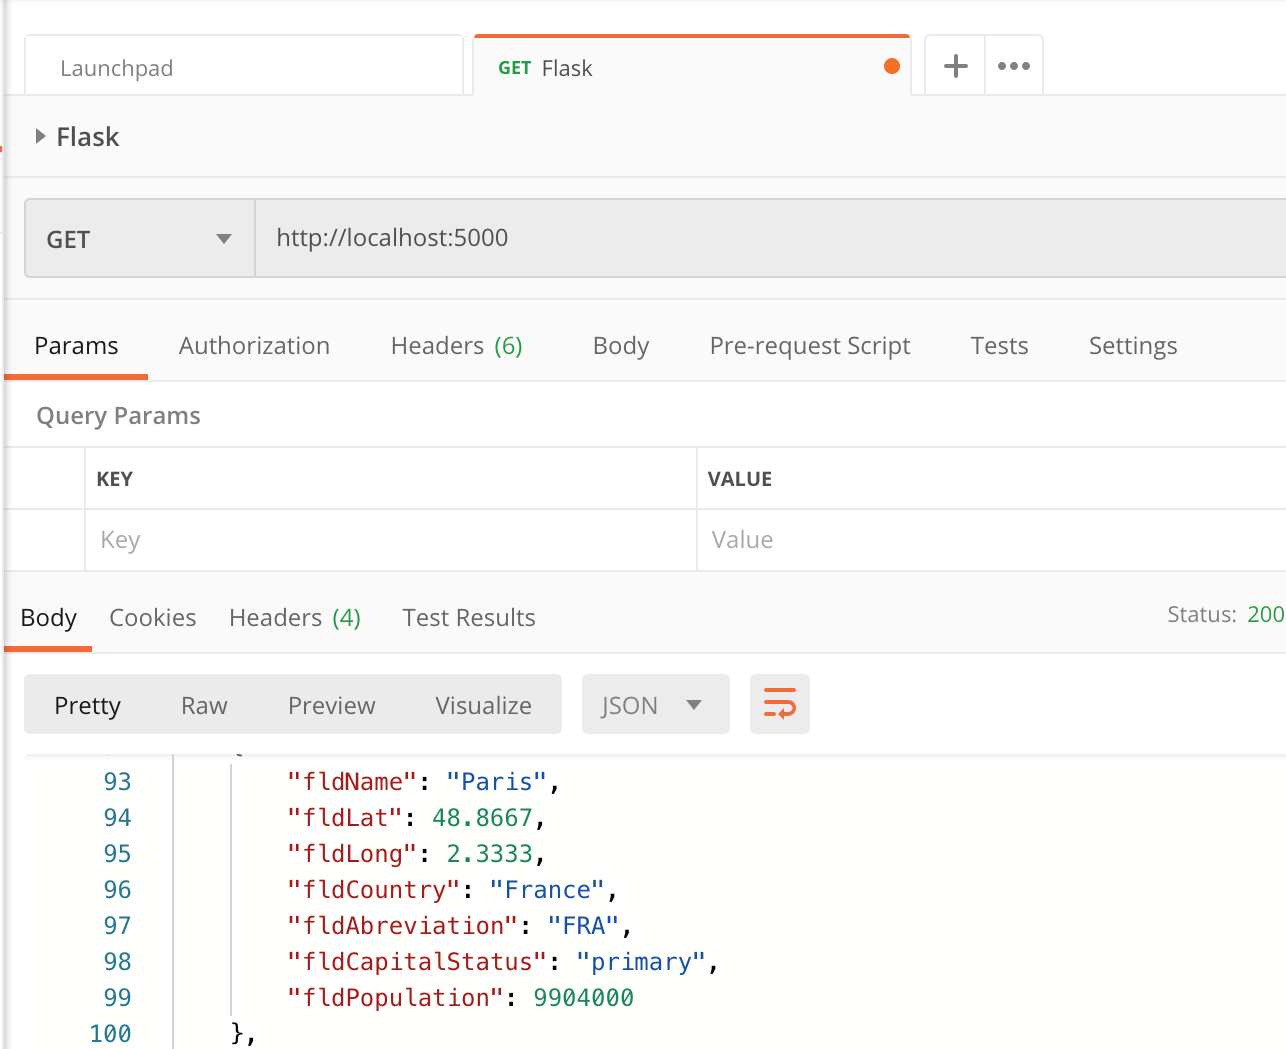 Launchpad
GET Flask
Flask
GET http://localhost:5000
Params Authorization Headers (6) Body Pre-request Script Tests Settings
Query Params
KEY VALUE
Key Value
Body Cookies Headers (4) Test Results Status: 200
Pretty Raw Preview Visualize JSON
93 "fldName": "Paris",
94 "fldLat": 48.8667,
95 "fldLong": 2.3333,
96 "fldCountry": "France",
97 "fldAbreviation": "FRA",
98 "fldCapitalStatus": "primary",
99 "fldPopulation": 9904000
100 },